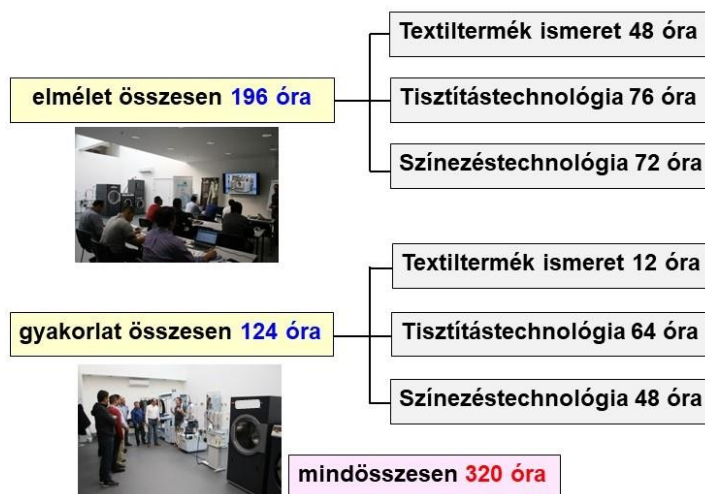 Textiltermék ismeret 48 óra
elmélet összesen 196 óra
Tisztítástechnológia 76 óra
Színezéstechnológia 72 óra
Textiltermék ismeret 12 óra
gyakorlat összesen 124 óra
Tisztítástechnológia 64 óra
Színezéstechnológia 48 óra
mindösszesen 320 óra